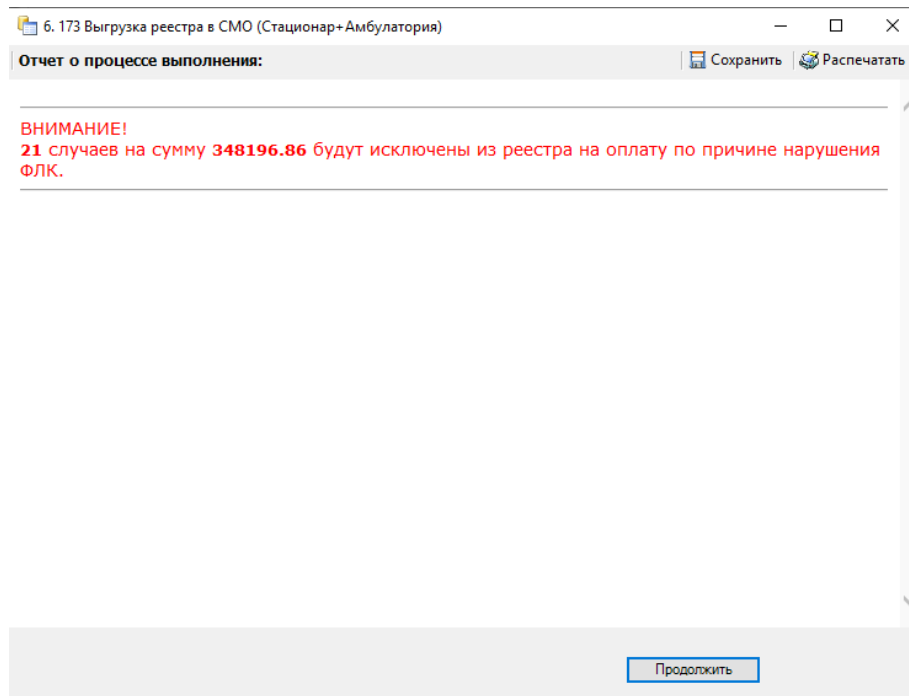 6. 173 Выгрузка реестра в СМО (Стационар+Амбулатория)
Отчет о процессе выполнения: Сохранить Распечатать
ВНИМАНИЕ!
21 случаев на сумму 348196.86 будут исключены из реестра на оплату по причине нарушения
ФЛК.
Продолжить